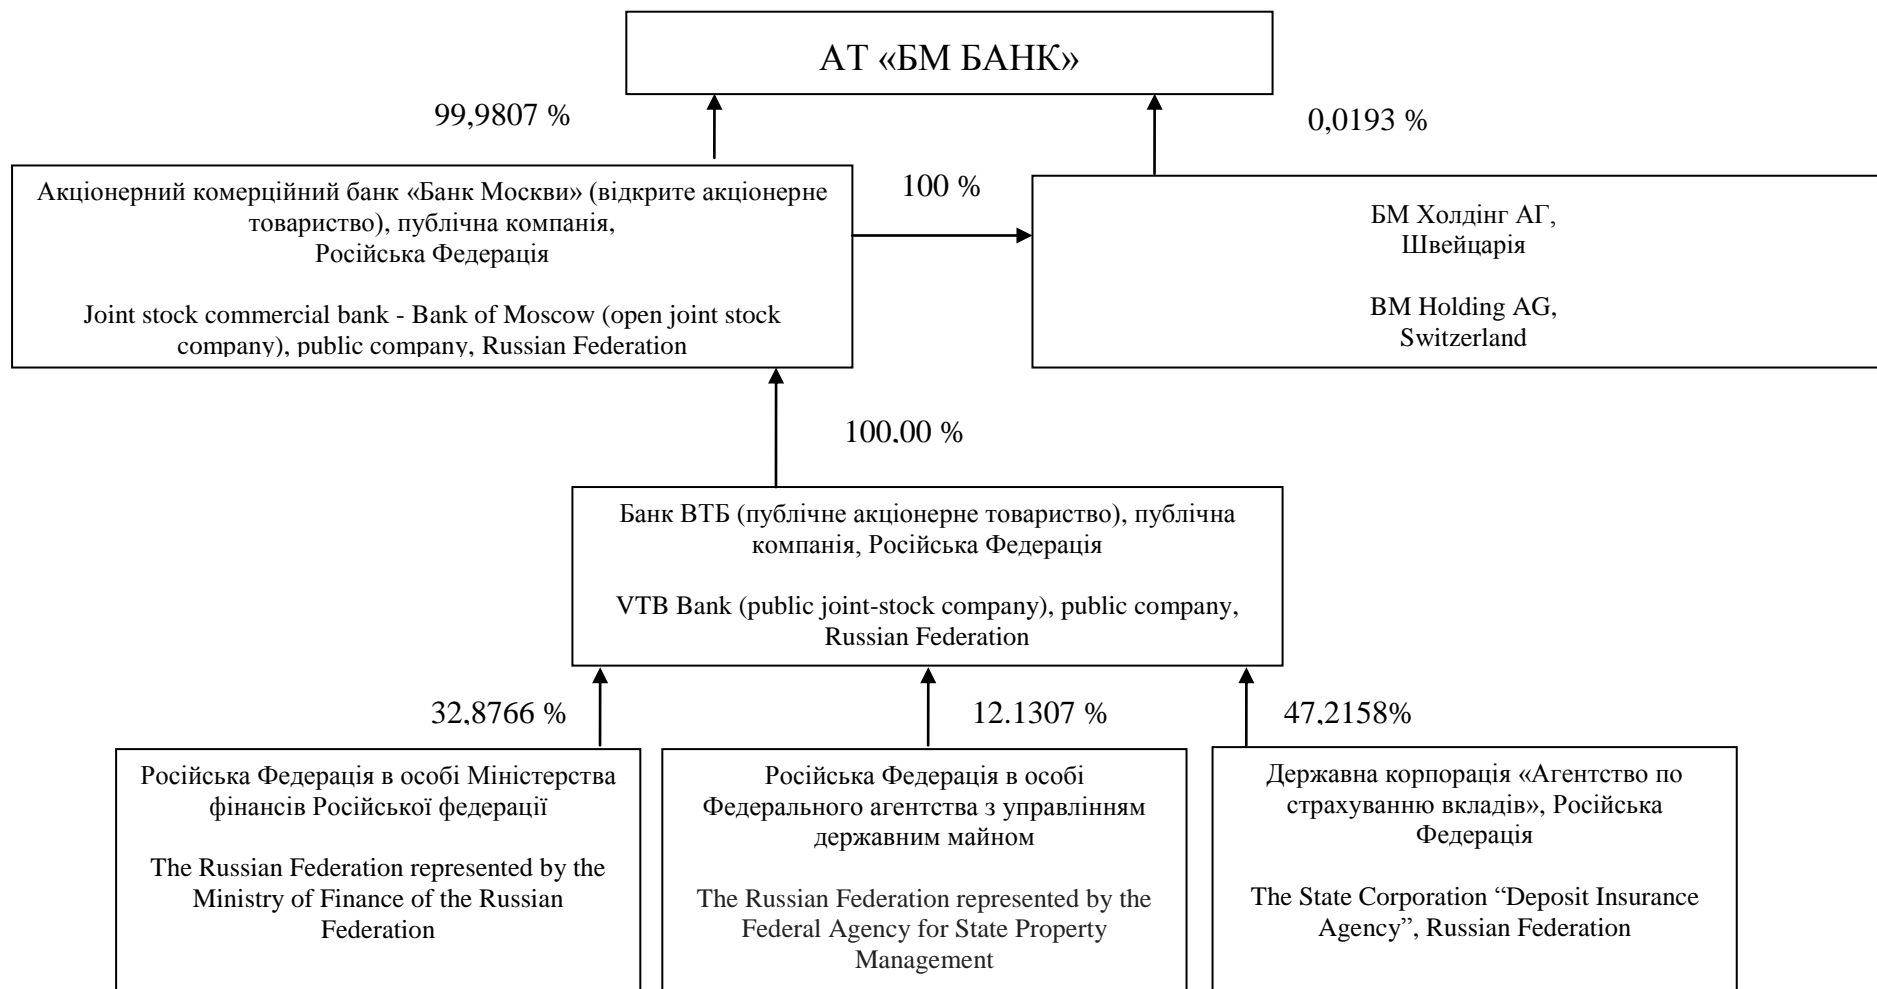 АТ «БМ БАНК»
99,9807 %
0,0193 %
Акціонерний комерційний банк «Банк Москви» (відкрите акціонерне
товариство), публічна компанія,
Російська Федерація
Joint stock commercial bank - Bank of Moscow (open joint stock
company), public company, Russian Federation
100 %
БМ Холдінг АГ,
Швейцарія
BM Holding AG,
Switzerland
100,00 %
Банк ВТБ (публічне акціонерне товариство), публічна
компанія, Російська Федерація
VTB Bank (public joint-stock company), public company,
Russian Federation
32,8766 %
12.1307 %
47,2158%
Російська Федерація в особі Міністерства
фінансів Російської федерації
The Russian Federation represented by the
Ministry of Finance of the Russian
Federation
Російська Федерація в особі
Федерального агентства з управлінням
державним майном
The Russian Federation represented by the
Federal Agency for State Property
Management
Державна корпорація «Агентство по
страхуванню вкладів», Російська
Федерація
The State Corporation “Deposit Insurance
Agency”, Russian Federation